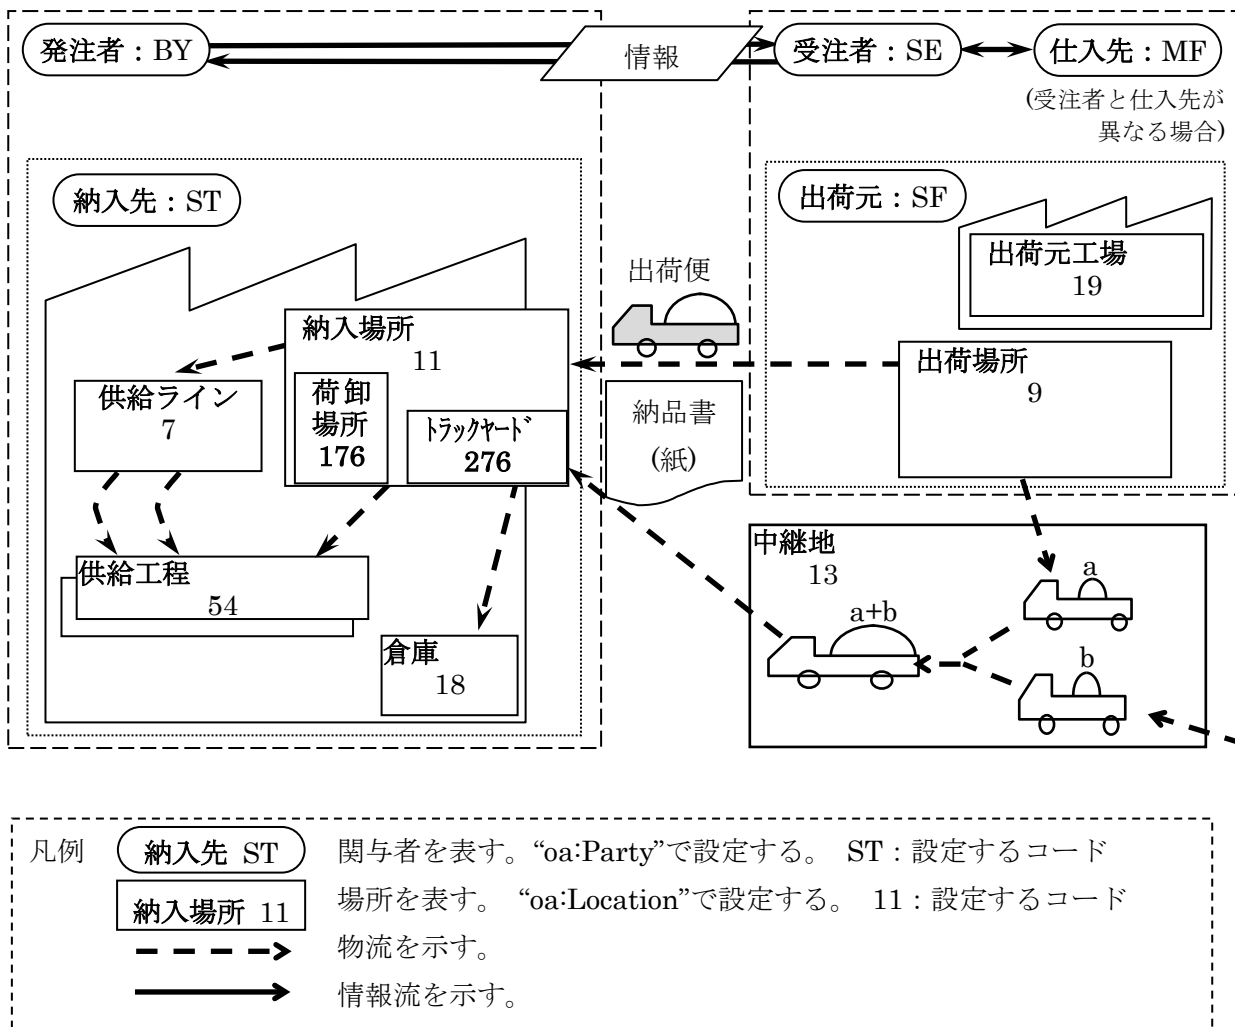 発注者：BY
情報
受注者：SE
仕入先：MF
(受注者と仕入先が
異なる場合)
納入先：ST
出荷元：SF
出荷元工場
19
出荷便
納入場所
11
出荷場所
9
供給ライン
7
荷卸
場所
176
ﾄﾗｯｸﾔｰﾄﾞ
276
納品書
(紙)
中継地
13
供給工程
54
a
a+b
b
倉庫
18
凡例
納入先 ST
関与者を表す。“oa:Party”で設定する。 ST：設定するコード
納入場所 11
場所を表す。 “oa:Location”で設定する。 11：設定するコード
物流を示す。
情報流を示す。